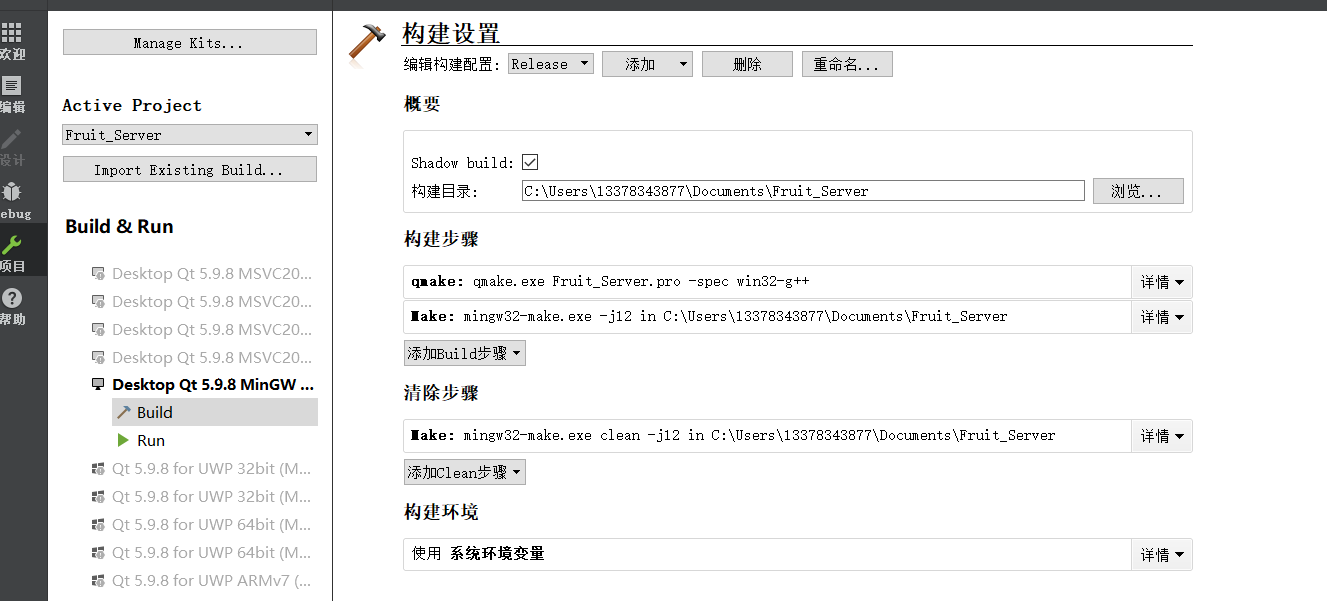 欢迎
编辑
设计
ebug
项目
帮助
Manage Kits...
Active Project
Fruit_Server
Import Existing Build...
Build & Run
Desktop Qt 5.9.8 MSVC20...
Desktop Qt 5.9.8 MSVC20...
Desktop Qt 5.9.8 MSVC20...
Desktop Qt 5.9.8 MSVC20...
Desktop Qt 5.9.8 MinGW ...
Build
Run
Qt 5.9.8 for UWP 32bit (M...
Qt 5.9.8 for UWP 32bit (M...
Qt 5.9.8 for UWP 64bit (M...
Qt 5.9.8 for UWP 64bit (M...
Qt 5.9.8 for UWP ARMv7 (...
构建设置
编辑构建配置: Release 添加 删除 重命名...
概要
Shadow build:
构建目录: C:\Users\13378343877\Documents\Fruit_Server 浏览...
构建步骤
qmake: qmake.exe Fruit_Server.pro -spec win32-g++ 详情
Make: mingw32-make.exe -j12 in C:\Users\13378343877\Documents\Fruit_Server 详情
添加Build步骤
清除步骤
Make: mingw32-make.exe clean -j12 in C:\Users\13378343877\Documents\Fruit_Server 详情
添加Clean步骤
构建环境
使用 系统环境变量 详情